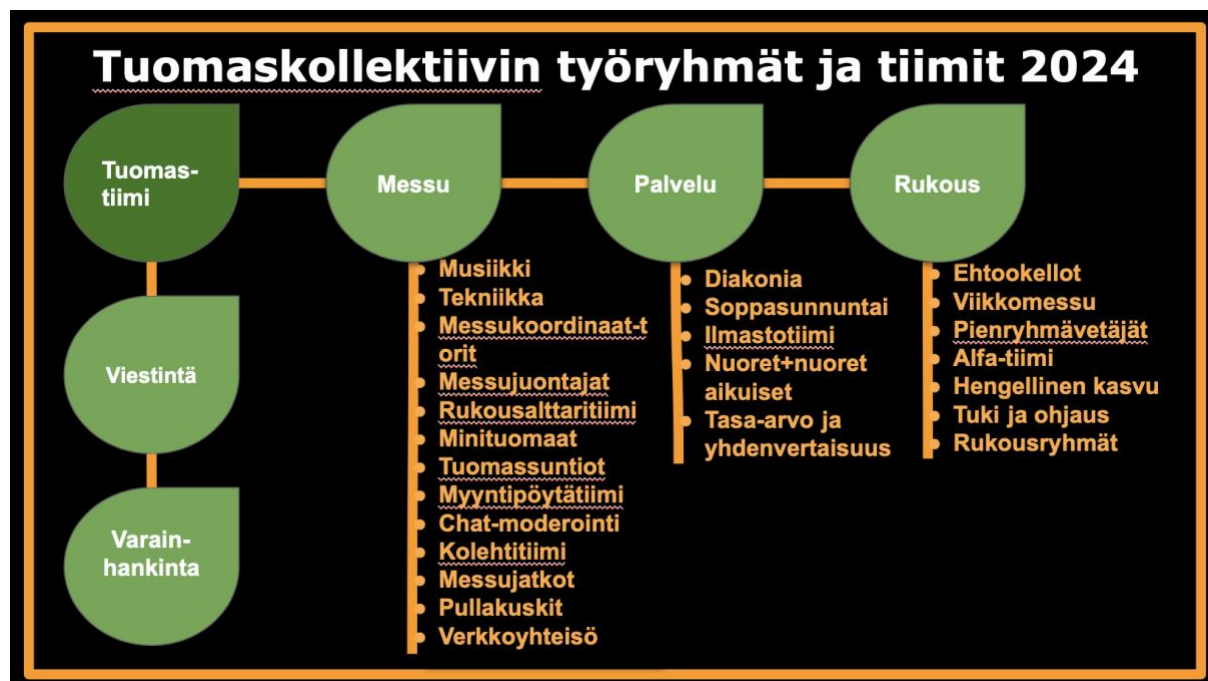 Tuomaskollektiivin työryhmät ja tiimit 2024
Tuomas-
tiimi
Messu
Palvelu
Rukous
Viestintä
Varain-
hankinta
Musiikki
Tekniikka
Messukoordinaat-t
orit
Messujuontajat
Rukousalttaritiimi
Minituomaat
Tuomassuntiot
Myyntipöytätiimi
Chat-moderointi
Kolehtitiimi
Messujatkot
Pullakuskit
Verkkoyhteisö
Diakonia
Soppasunnuntai
Ilmastotiimi
Nuoret+nuoret
aikuiset
Tasa-arvo ja
yhdenvertaisuus
Ehtookellot
Viikkomessu
Pienryhmävetäjät
Alfa-tiimi
Hengellinen kasvu
Tuki ja ohjaus
Rukousryhmät